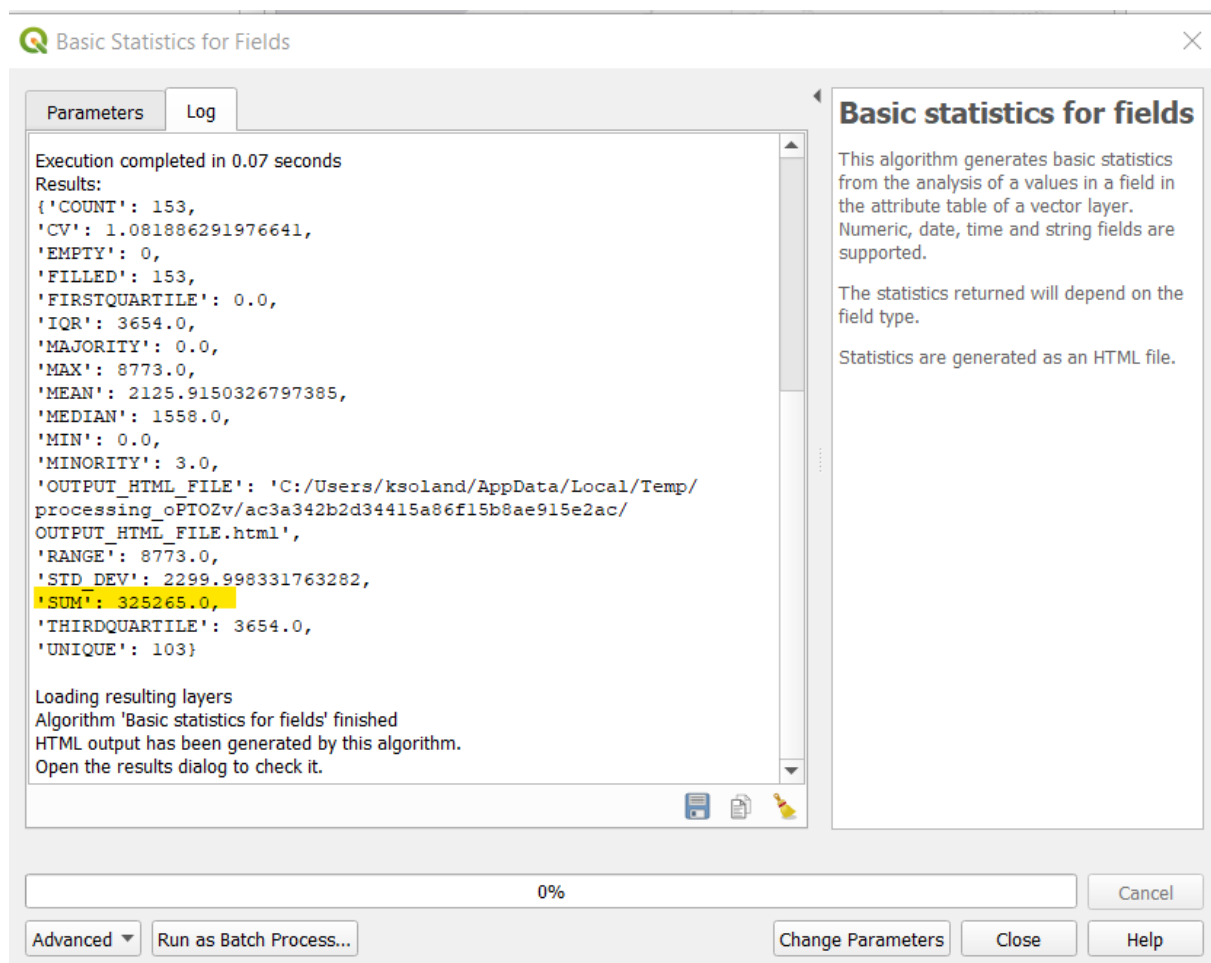 Basic Statistics for Fields
Parameters
Log
Execution completed in 0.07 seconds
Results:
{'COUNT': 153,
'CV': 1.081886291976641,
'EMPTY': 0,
'FILLED': 153,
'FIRSTQUARTILE': 0.0,
'IQR': 3654.0,
'MAJORITY': 0.0,
'MAX': 8773.0,
'MEAN': 2125.9150326797385,
'MEDIAN': 1558.0,
'MIN': 0.0,
'MINORITY': 3.0,
'OUTPUT_HTML_FILE': 'C:/Users/ksoland/AppData/Local/Temp/
processing_oPTOZv/ac3a342b2d34415a86f15b8ae915e2ac/
OUTPUT_HTML_FILE.html',
'RANGE': 8773.0,
'STD_DEV': 2299.998331763282,
'SUM': 325265.0,
'THIRDQUARTILE': 3654.0,
'UNIQUE': 103}
Loading resulting layers
Algorithm 'Basic statistics for fields' finished
HTML output has been generated by this algorithm.
Open the results dialog to check it.
Basic statistics for fields
This algorithm generates basic statistics
from the analysis of a values in a field in
the attribute table of a vector layer.
Numeric, date, time and string fields are
supported.
The statistics returned will depend on the
field type.
Statistics are generated as an HTML file.
0%
Cancel
Advanced
Run as Batch Process...
Change Parameters
Close
Help